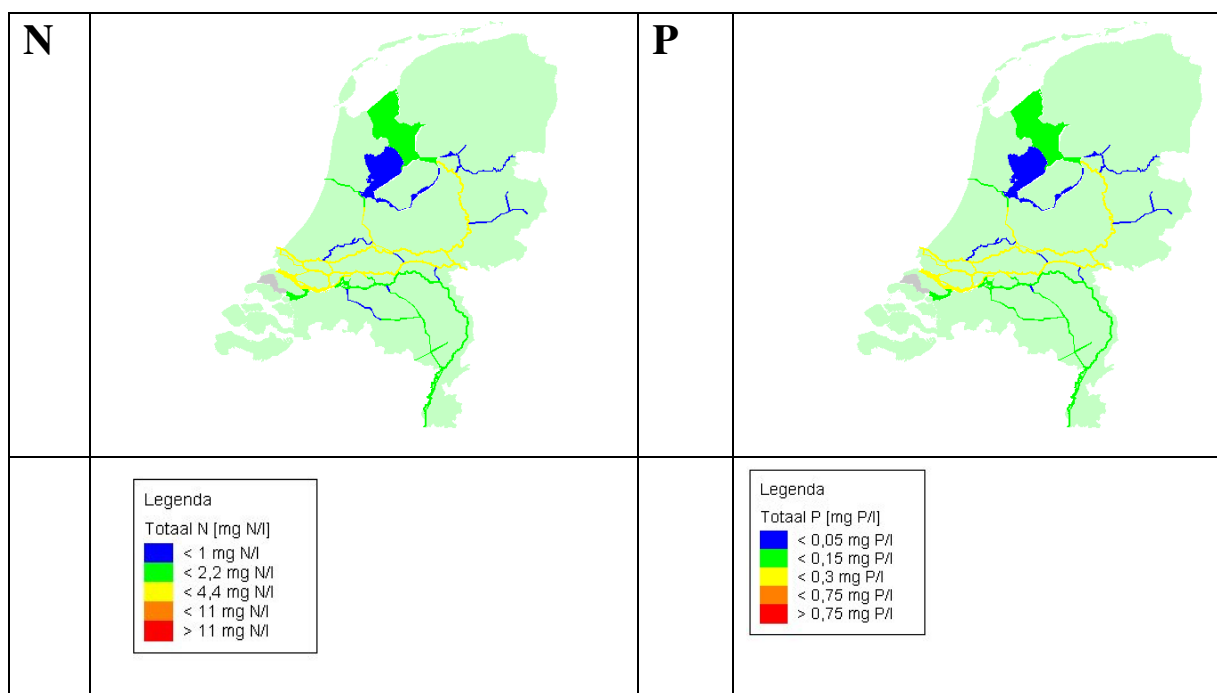 N
P
Legenda
Totaal N [mg N/l]
< 1 mg N/l
< 2,2 mg N/l
< 4,4 mg N/l
< 11 mg N/l
> 11 mg N/l
Legenda
Totaal P [mg P/l]
< 0,05 mg P/l
< 0,15 mg P/l
< 0,3 mg P/l
< 0,75 mg P/l
> 0,75 mg P/l